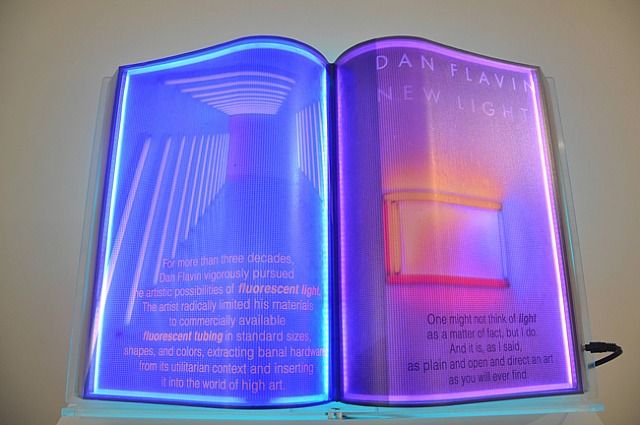 For more than three decades,
Dan Flavin vigorously pursued
he artistic possibilities of fluorescent light.
The artist radically limited his materials
to commercially available
fluorescent tubing in standard sizes,
shapes, and colors, extracting banal hardware
from its utilitarian context and inserting
it into the world of high art.
DAN FLAVIN
NEW LIGHT
One might not think of light
as a matter of fact, but I do.
And it is, as I said,
as plain and open and direct an art
as you will ever find.